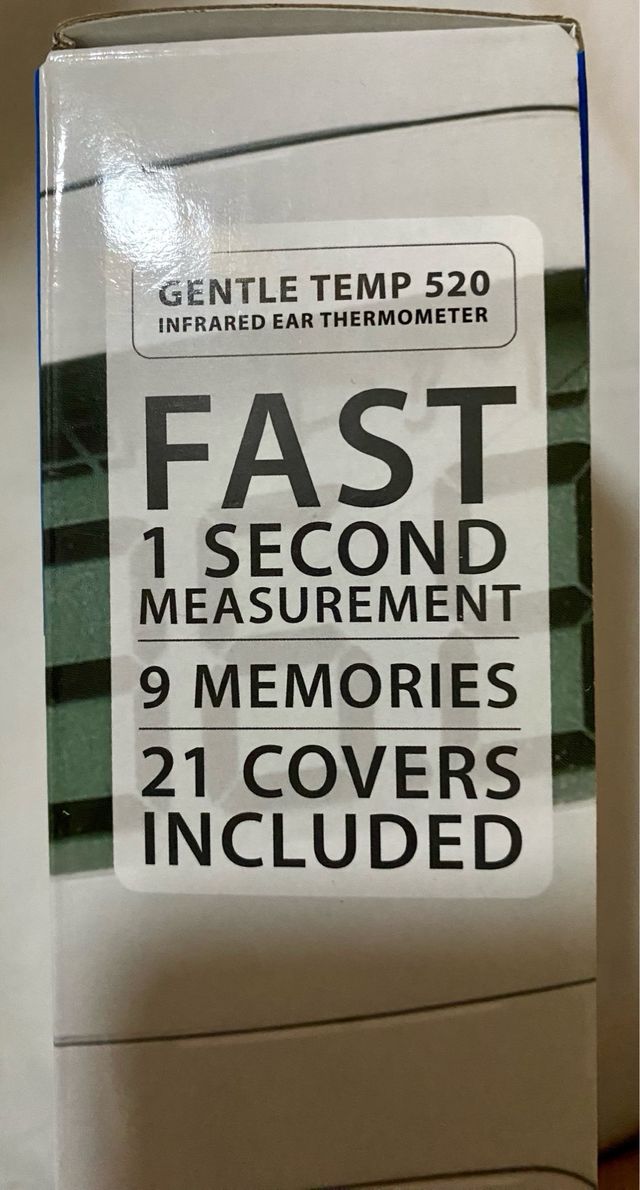 GENTLE TEMP 520
INFRARED EAR THERMOMETER
FAST
1 SECOND
MEASUREMENT
9 MEMORIES
21 COVERS
INCLUDED